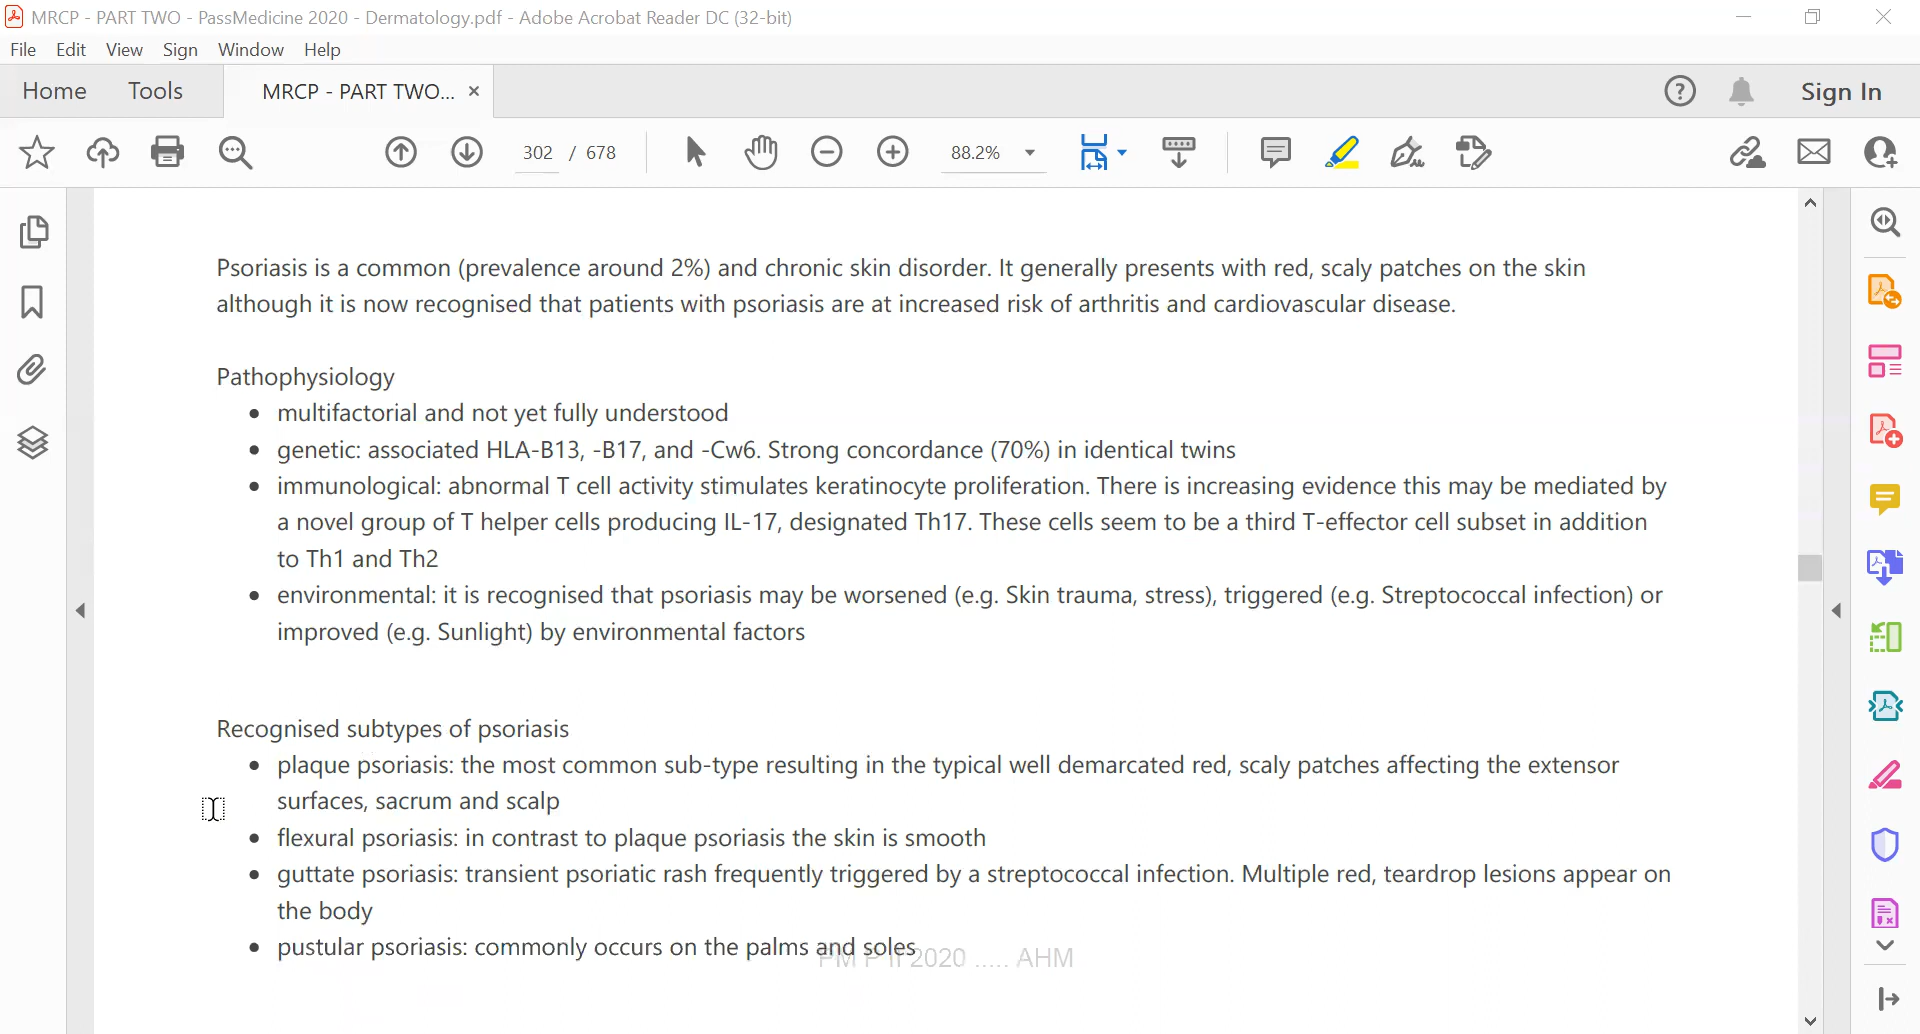 MRCP - PART TWO - PassMedicine 2020 - Dermatology.pdf - Adobe Acrobat Reader DC (32-bit)
File Edit View Sign Window Help
Home Tools MRCP - PART TWO... × Sign In
302 / 678 88.2%
Psoriasis is a common (prevalence around 2%) and chronic skin disorder. It generally presents with red, scaly patches on the skin
although it is now recognised that patients with psoriasis are at increased risk of arthritis and cardiovascular disease.
Pathophysiology
• multifactorial and not yet fully understood
• genetic: associated HLA-B13, -B17, and -Cw6. Strong concordance (70%) in identical twins
• immunological: abnormal T cell activity stimulates keratinocyte proliferation. There is increasing evidence this may be mediated by
a novel group of T helper cells producing IL-17, designated Th17. These cells seem to be a third T-effector cell subset in addition
to Th1 and Th2
• environmental: it is recognised that psoriasis may be worsened (e.g. Skin trauma, stress), triggered (e.g. Streptococcal infection) or
improved (e.g. Sunlight) by environmental factors
Recognised subtypes of psoriasis
• plaque psoriasis: the most common sub-type resulting in the typical well demarcated red, scaly patches affecting the extensor
surfaces, sacrum and scalp
• flexural psoriasis: in contrast to plaque psoriasis the skin is smooth
• guttate psoriasis: transient psoriatic rash frequently triggered by a streptococcal infection. Multiple red, teardrop lesions appear on
the body
• pustular psoriasis: commonly occurs on the palms and soles
2020 ..... AHM